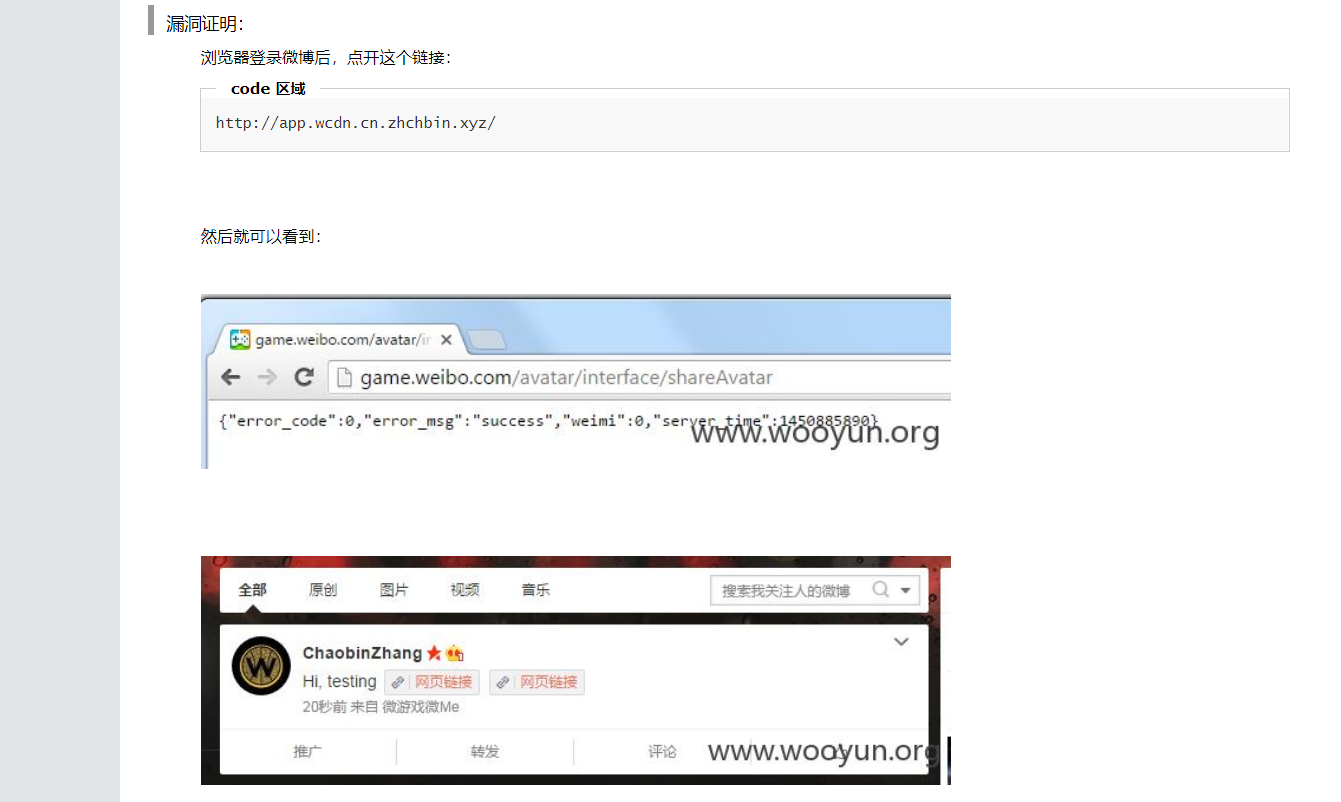 漏洞证明：
浏览器登录微博后，点开这个链接：
code 区域
http://app.wcdn.cn.zhchbin.xyz/
然后就可以看到：
game.weibo.com/avatar/ir
game.weibo.com/avatar/interface/shareAvatar
{"error_code":0,"error_msg":"success","weimi":0,"server_time":1450885890}
www.wooyun.org
全部 原创 图片 视频 音乐 搜索我关注人的微博
ChaobinZhang
Hi, testing 网页链接 网页链接
20秒前 来自 微游戏微Me
推广 转发 评论
www.wooyun.org